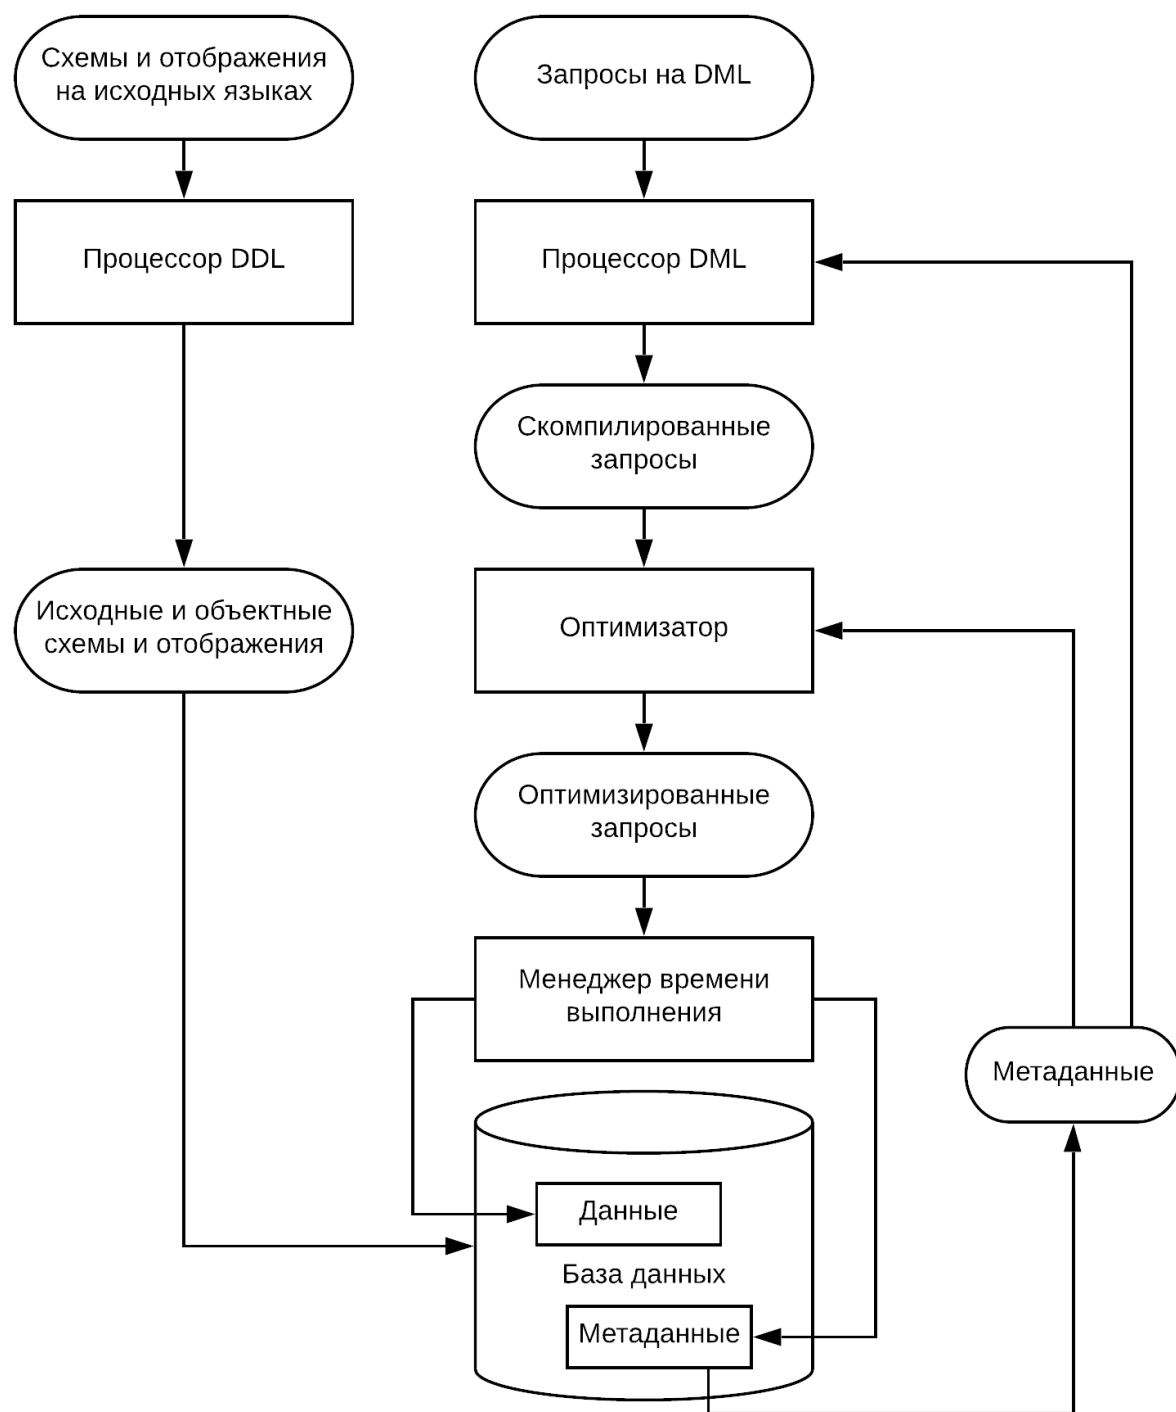 Схемы и отображения
на исходных языках
Запросы на DML
Процессор DDL
Процессор DML
Скомпилированные
запросы
Исходные и объектные
схемы и отображения
Оптимизатор
Оптимизированные
запросы
Менеджер времени
выполнения
Метаданные
Данные
База данных
Метаданные